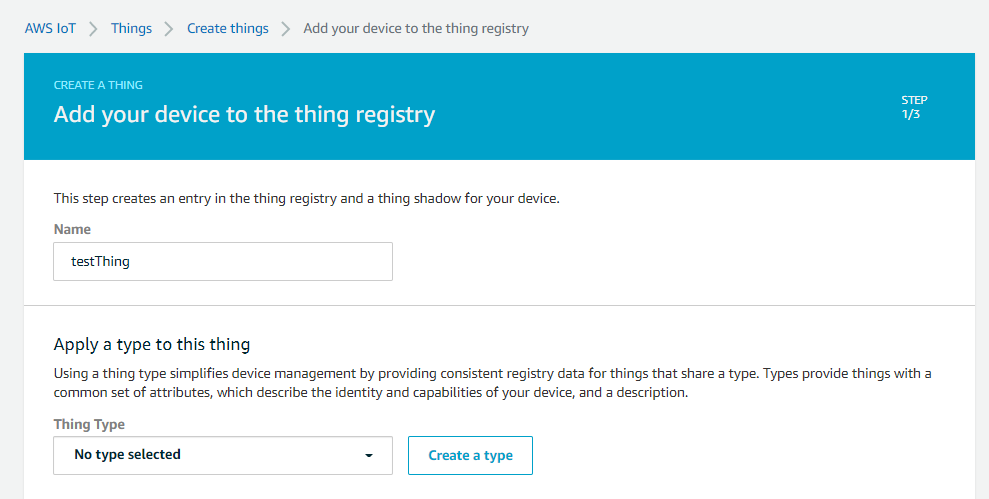 AWS IoT Things Create things Add your device to the thing registry
CREATE A THING
Add your device to the thing registry
STEP
1/3
This step creates an entry in the thing registry and a thing shadow for your device.
Name
testThing
Apply a type to this thing
Using a thing type simplifies device management by providing consistent registry data for things that share a type. Types provide things with a
common set of attributes, which describe the identity and capabilities of your device, and a description.
Thing Type
No type selected
Create a type